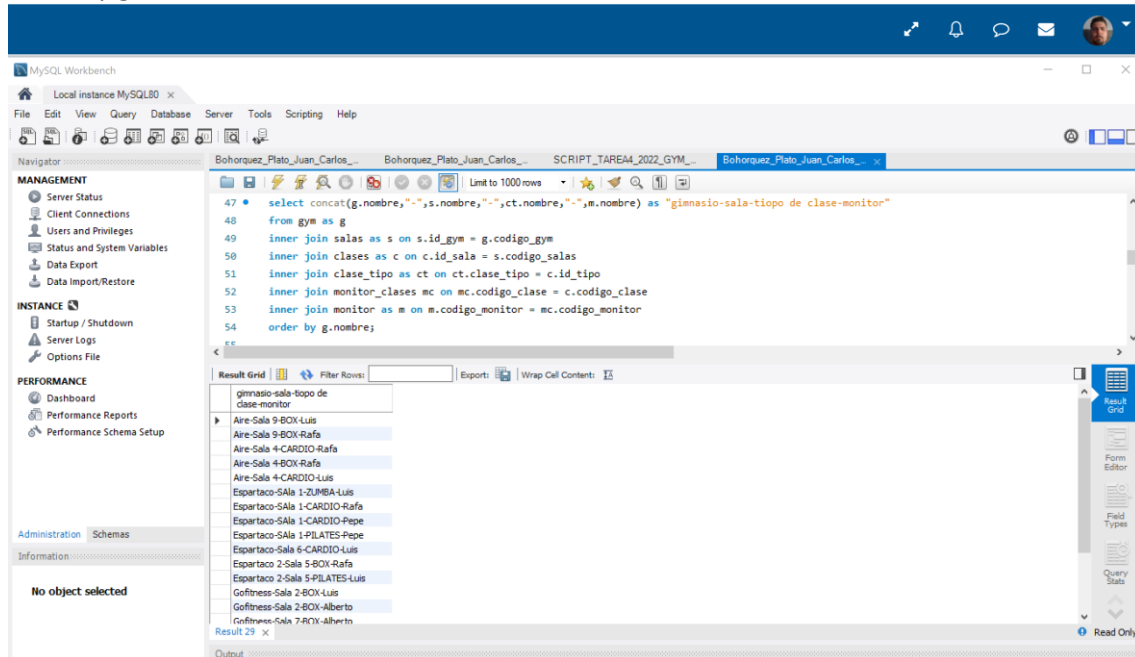 MySQL Workbench
Local instance MySQL80
File Edit View Query Database Server Tools Scripting Help
Navigator
MANAGEMENT
Server Status
Client Connections
Users and Privileges
Status and System Variables
Data Export
Data Import/Restore
INSTANCE
Startup / Shutdown
Server Logs
Options File
PERFORMANCE
Dashboard
Performance Reports
Performance Schema Setup
Administration Schemas
Information
No object selected
Bohorquez_Plato_Juan_Carlos_... Bohorquez_Plato_Juan_Carlos_... SCRIPT_TAREA4_2022_GYM_... Bohorquez_Plato_Juan_Carlos_...
Limit to 1000 rows
47 select concat(g.nombre,"-",s.nombre,"-",ct.nombre,"-",m.nombre) as "gimnasio-sala-tiopo de clase-monitor"
48 from gym as g
49 inner join salas as s on s.id_gym = g.codigo_gym
50 inner join clases as c on c.id_sala = s.codigo_salas
51 inner join clase_tipo as ct on ct.clase_tipo = c.id_tipo
52 inner join monitor_clases mc on mc.codigo_clase = c.codigo_clase
53 inner join monitor as m on m.codigo_monitor = mc.codigo_monitor
54 order by g.nombre;
55
Result Grid Filter Rows: Export: Wrap Cell Content:
gimnasio-sala-tiopo de
clase-monitor
Aire-Sala 9-BOX-Luis
Aire-Sala 9-BOX-Rafa
Aire-Sala 4-CARDIO-Rafa
Aire-Sala 4-BOX-Rafa
Aire-Sala 4-CARDIO-Luis
Espartaco-SAla 1-ZUMBA-Luis
Espartaco-SAla 1-CARDIO-Rafa
Espartaco-SAla 1-CARDIO-Pepe
Espartaco-SAla 1-PILATES-Pepe
Espartaco-Sala 6-CARDIO-Luis
Espartaco 2-Sala 5-BOX-Rafa
Espartaco 2-Sala 5-PILATES-Luis
Gofitness-Sala 2-BOX-Luis
Gofitness-Sala 2-BOX-Alberto
Gofitness-Sala 7-BOX-Alberto
Result 29
Output
Result
Grid
Form
Editor
Field
Types
Query
Stats
Read Only